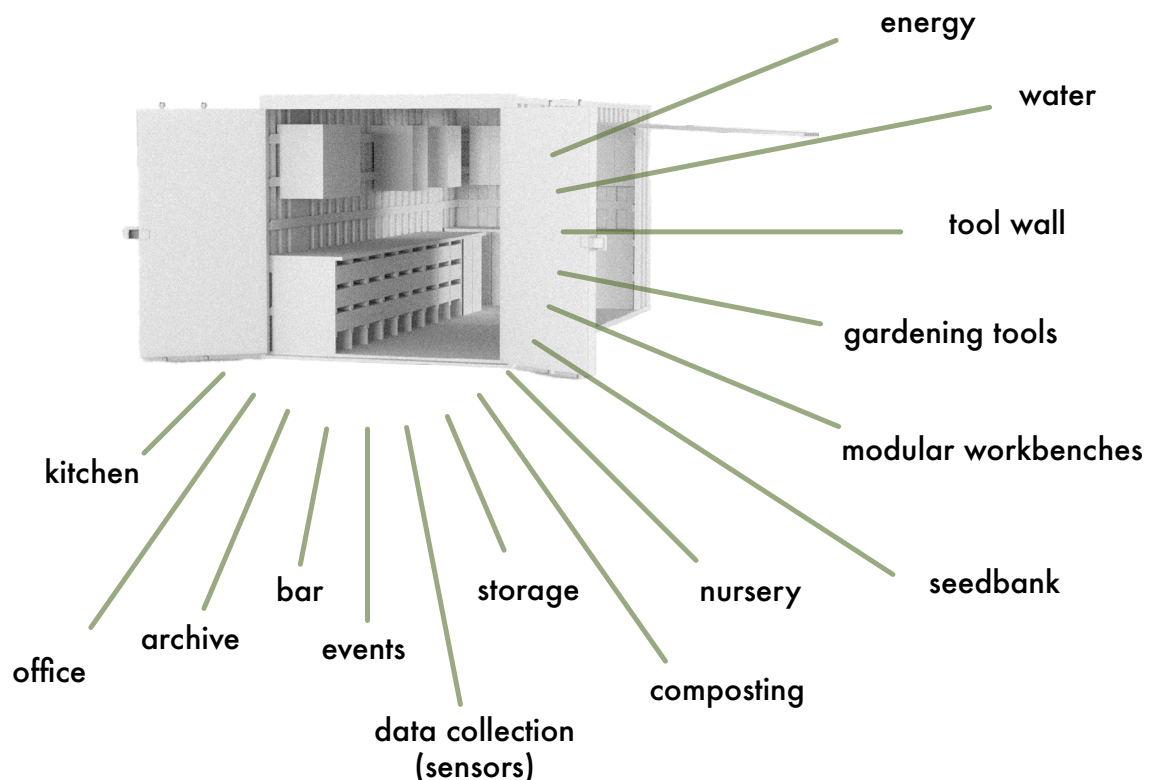 energy
water
tool wall
gardening tools
modular workbenches
kitchen
seedbank
bar
storage
nursery
archive
events
office
composting
data collection
(sensors)